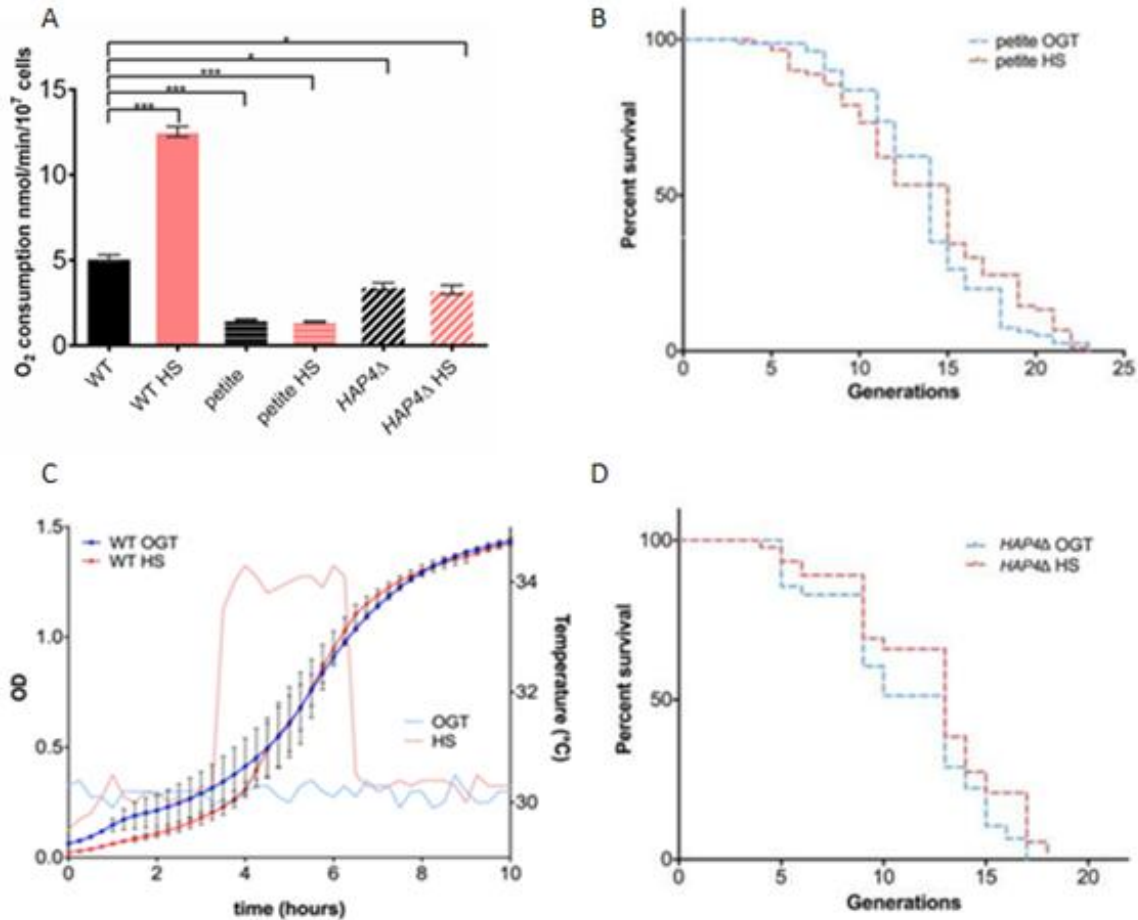 A
O2 consumption nmol/min/10^7 cells
15
10
5
0
*
*
***
***
***
WT
WT HS
petite
petite HS
HAP4Δ
HAP4Δ HS
B
Percent survival
100
50
0
petite OGT
petite HS
0 5 10 15 20 25
Generations
C
OD
1.5
1.0
0.5
0.0
WT OGT
WT HS
OGT
HS
34
32
30
Temperature (°C)
0 2 4 6 8 10
time (hours)
D
Percent survival
100
50
0
HAP4Δ OGT
HAP4Δ HS
0 5 10 15 20
Generations